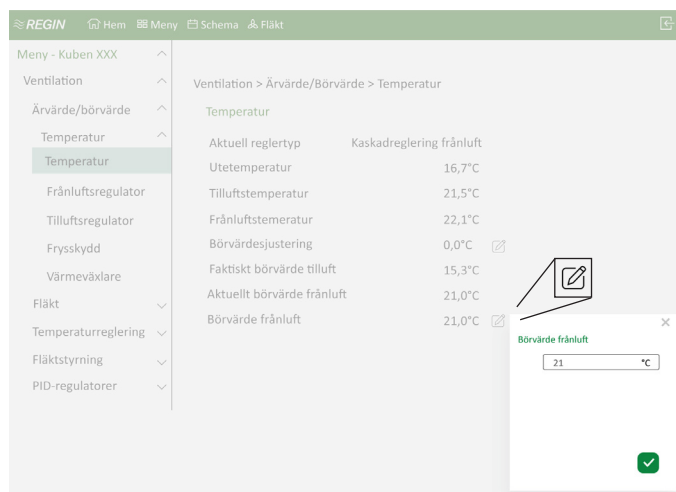 REGIN Hem Meny Schema Fläkt
Meny - Kuben XXX
Ventilation
Ärvärde/börvärde
Temperatur
Temperatur
Frånluftsregulator
Tilluftsregulator
Frysskydd
Värmeväxlare
Fläkt
Temperaturreglering
Fläktstyrning
PID-regulatorer
Ventilation > Ärvärde/Börvärde > Temperatur
Temperatur
Aktuell reglertyp Kaskadreglering frånluft
Utetemperatur 16,7°C
Tilluftstemperatur 21,5°C
Frånluftstemeratur 22,1°C
Börvärdesjustering 0,0°C
Faktiskt börvärde tilluft 15,3°C
Aktuellt börvärde frånluft 21,0°C
Börvärde frånluft 21,0°C
Börvärde frånluft
21 °C